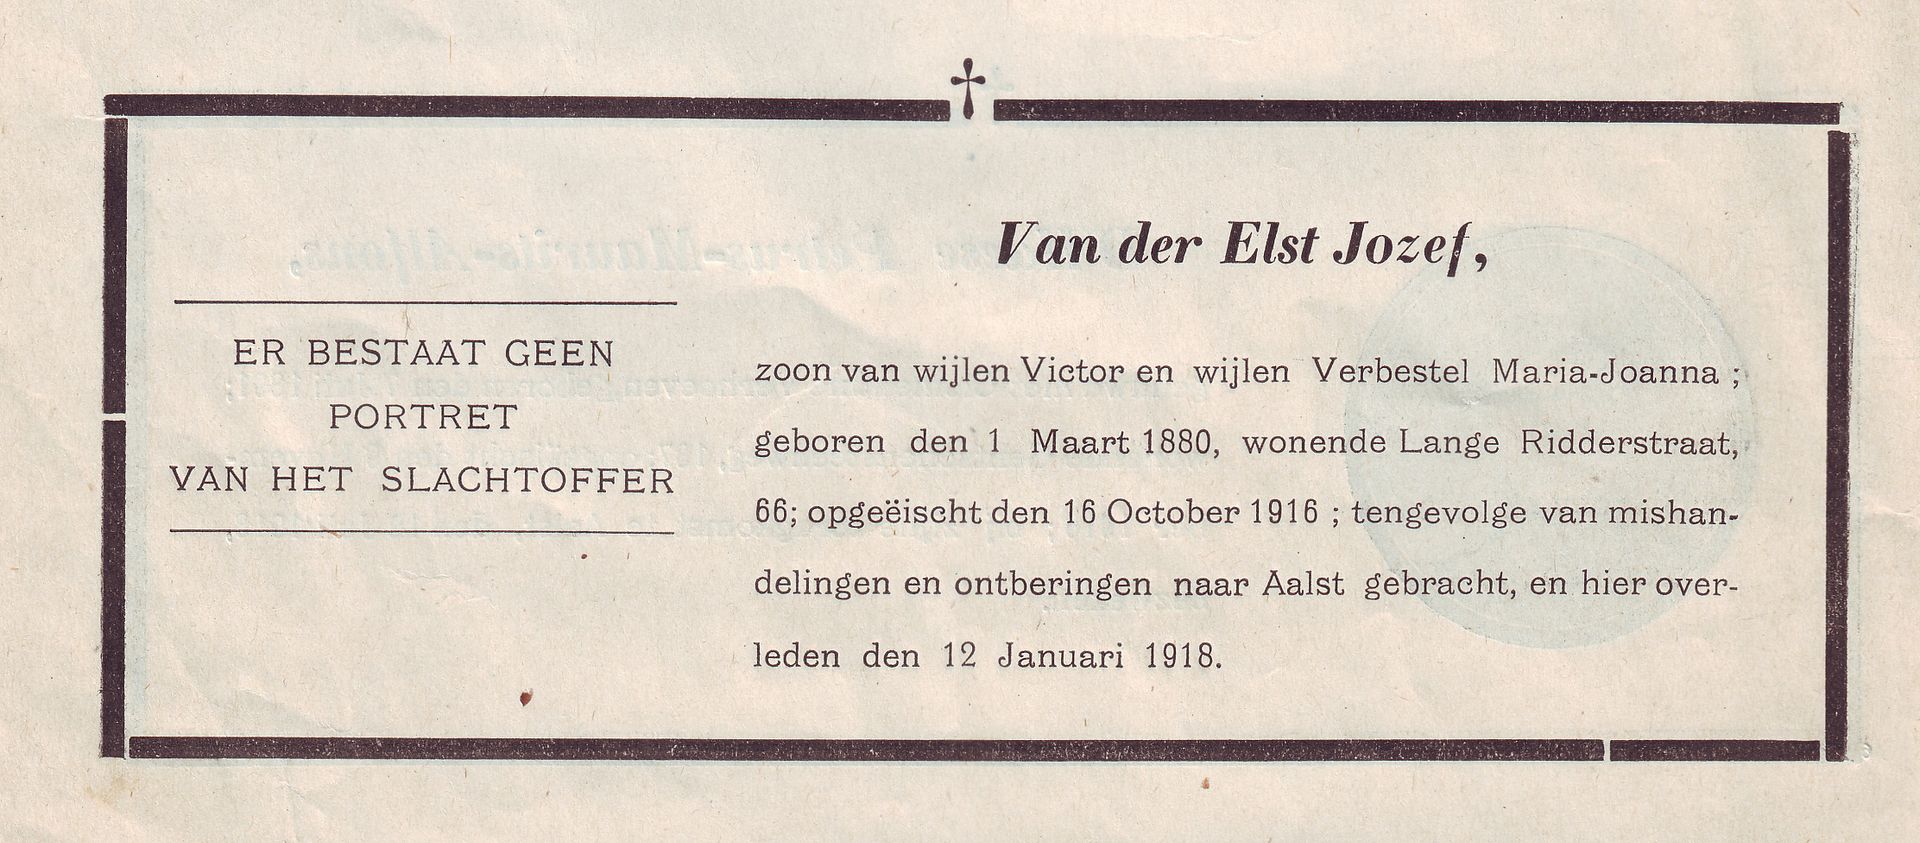 Van der Elst Jozef,
ER BESTAAT GEEN
PORTRET
VAN HET SLACHTOFFER
zoon van wijlen Victor en wijlen Verbestel Maria-Joanna ;
geboren den 1 Maart 1880, wonende Lange Ridderstraat,
66; opgeëischt den 16 October 1916 ; tengevolge van mishan-
delingen en ontberingen naar Aalst gebracht, en hier over-
leden den 12 Januari 1918.